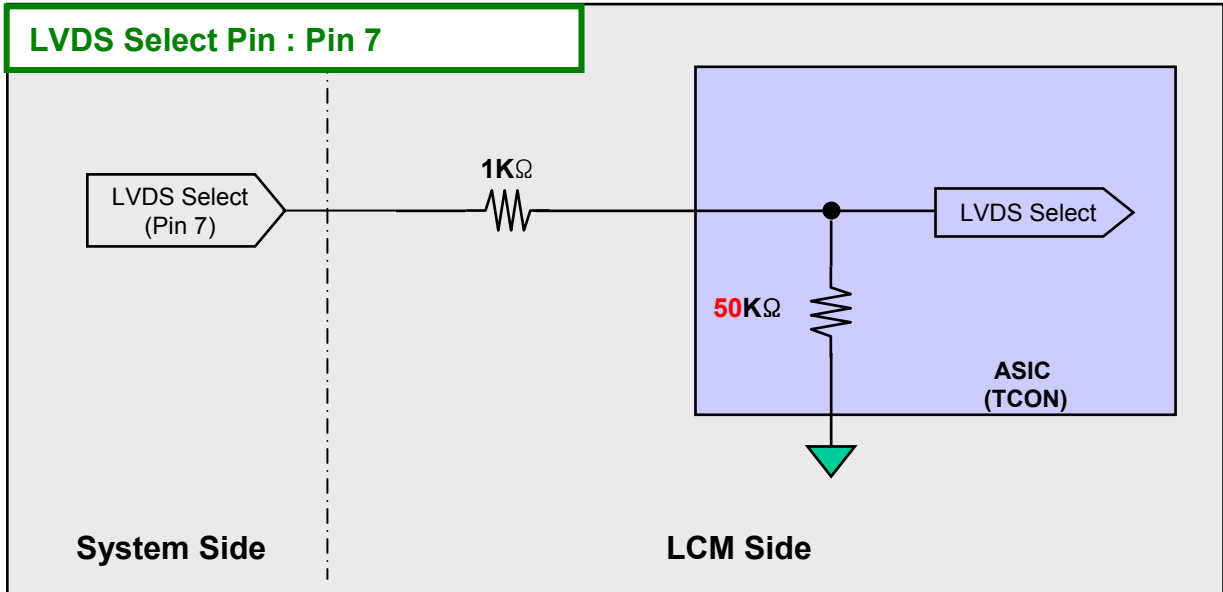 LVDS Select Pin : Pin 7
LVDS Select
(Pin 7)
1KΩ
LVDS Select
50KΩ
ASIC
(TCON)
System Side
LCM Side